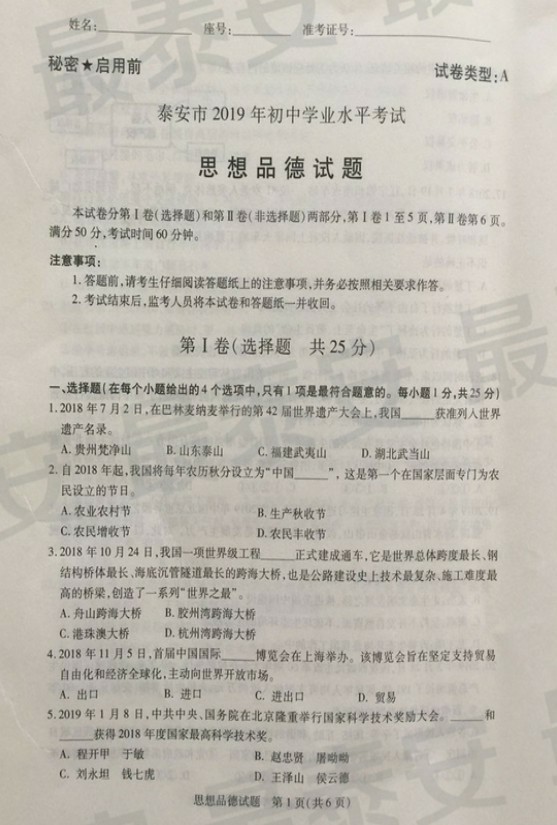 姓名:　　　　座号:　　　　准考证号:
秘密★启用前
试卷类型:A
泰安市2019年初中学业水平考试
思想品德试题
本试卷分第Ⅰ卷(选择题)和第Ⅱ卷(非选择题)两部分,第Ⅰ卷1至5页,第Ⅱ卷第6页。
满分50分,考试时间60分钟。
注意事项:
1.答题前,请考生仔细阅读答题纸上的注意事项,并务必按照相关要求作答。
2.考试结束后,监考人员将本试卷和答题纸一并收回。
第Ⅰ卷(选择题　共25分)
一、选择题(在每个小题给出的4个选项中,只有1项是最符合题意的。每小题1分,共25分)
1.2018年7月2日,在巴林麦纳麦举行的第42届世界遗产大会上,我国______获准列入世界
遗产名录。
A.贵州梵净山　B.山东泰山　C.福建武夷山　D.湖北武当山
2.自2018年起,我国将每年农历秋分设立为“中国______”，这是第一个在国家层面专门为农
民设立的节日。
A.农业农村节　B.生产秋收节
C.农民增收节　D.农民丰收节
3.2018年10月24日,我国一项世界级工程______正式建成通车,它是世界总体跨度最长、钢
结构桥体最长、海底沉管隧道最长的跨海大桥,也是公路建设史上技术最复杂、施工难度最
高的桥梁,创造了一系列“世界之最”。
A.舟山跨海大桥　B.胶州湾跨海大桥
C.港珠澳大桥　D.杭州湾跨海大桥
4.2018年11月5日,首届中国国际______博览会在上海举办。该博览会旨在坚定支持贸易
自由化和经济全球化,主动向世界开放市场。
A.出口　B.进口　C.进出口　D.贸易
5.2019年1月8日,中共中央、国务院在北京隆重举行国家科学技术奖励大会。______和
______获得2018年度国家最高科学技术奖。
A.程开甲　于敏　B.赵忠贤　屠呦呦
C.刘永坦　钱七虎　D.王泽山　侯云德
思想品德试题　第1页(共6页)
最泰安